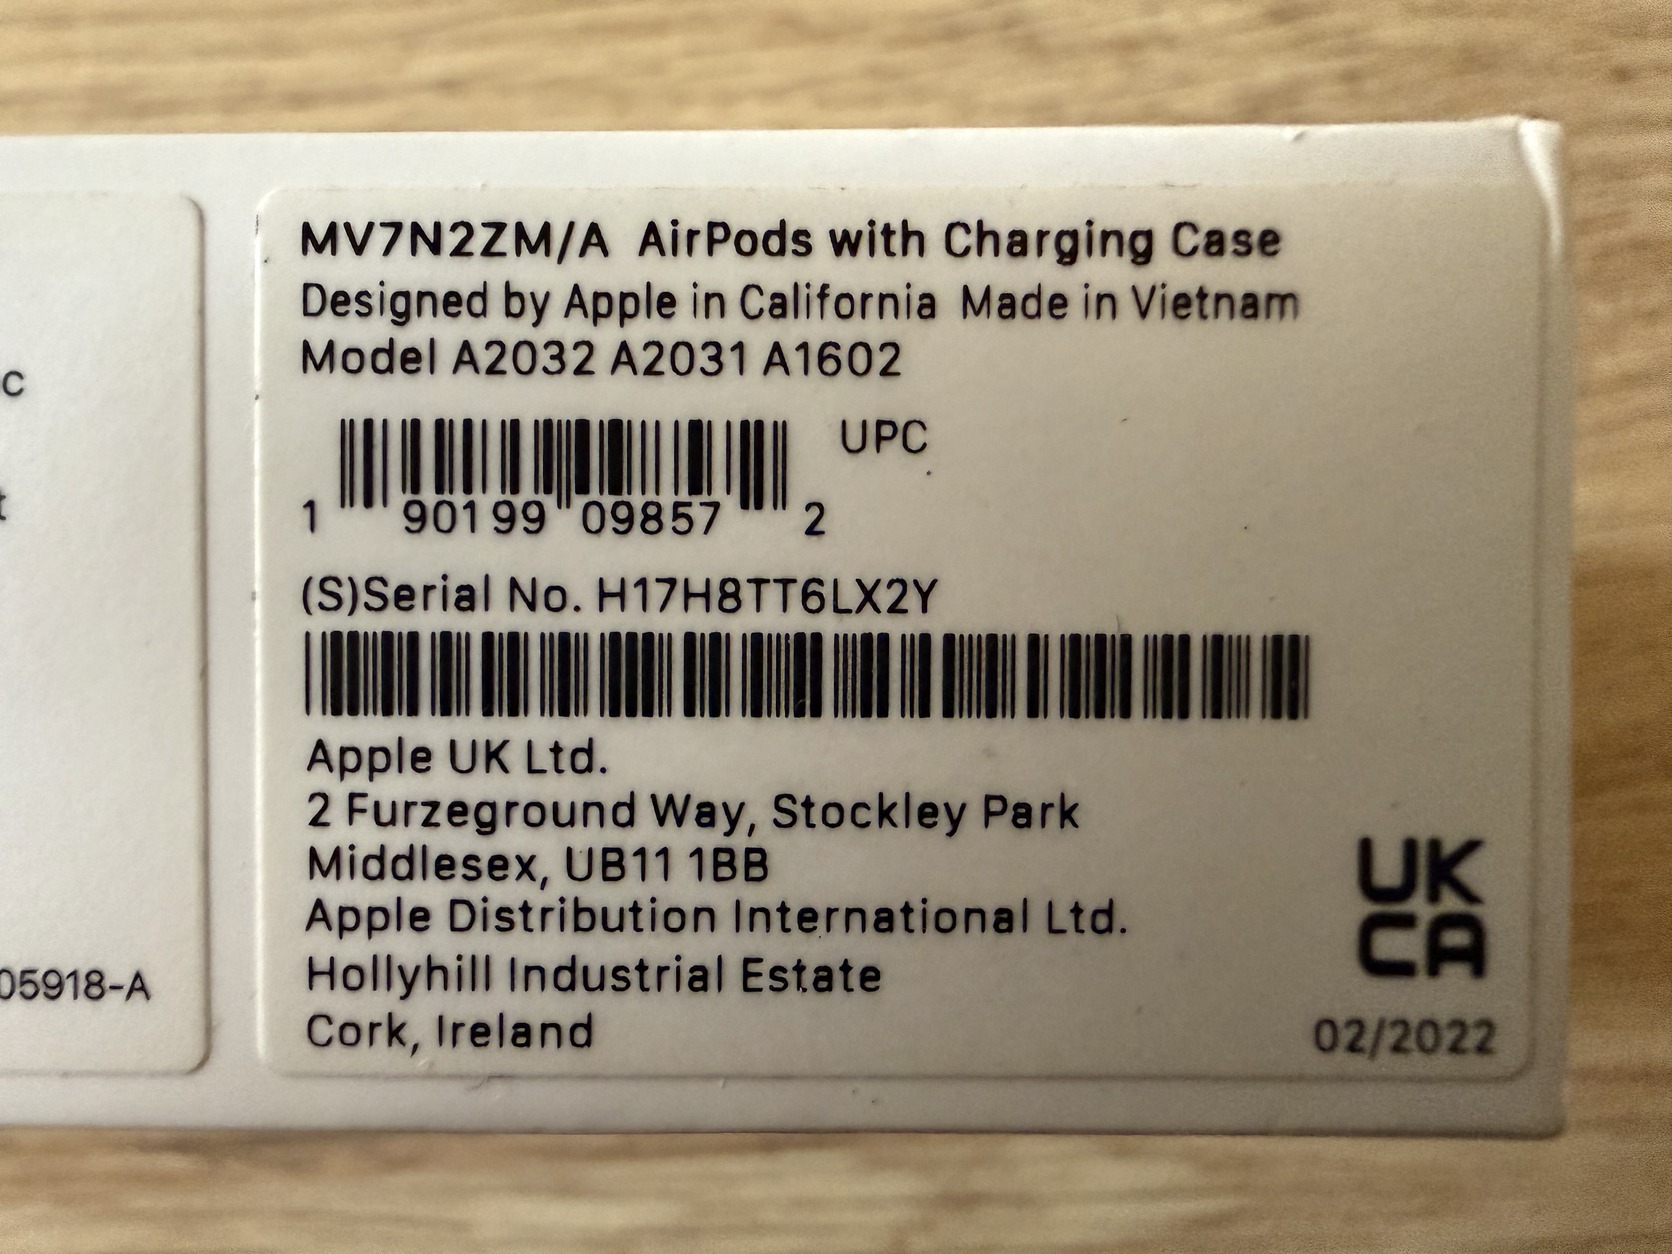 c
t
05918-A
MV7N2ZM/A AirPods with Charging Case
Designed by Apple in California Made in Vietnam
Model A2032 A2031 A1602
UPC
1 90199 09857 2
(S)Serial No. H17H8TT6LX2Y
Apple UK Ltd.
2 Furzeground Way, Stockley Park
Middlesex, UB11 1BB
Apple Distribution International Ltd.
Hollyhill Industrial Estate
Cork, Ireland
UK
CA
02/2022